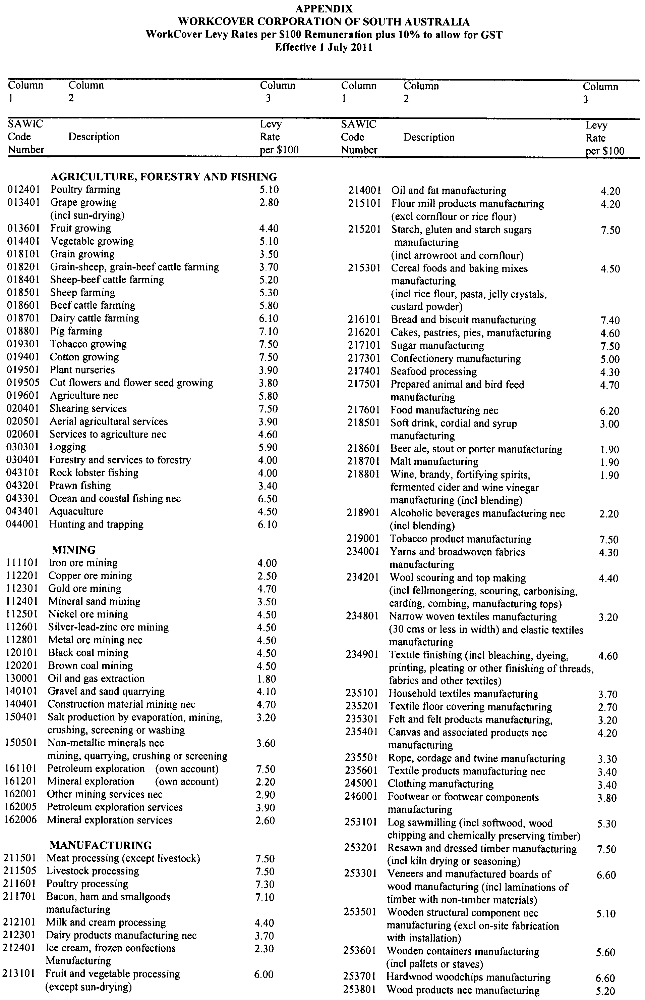 APPENDIX
WORKCOVER CORPORATION OF SOUTH AUSTRALIA
WorkCover Levy Rates per $100 Remuneration plus 10% to allow for GST
Effective 1 July 2011
Column Column Column Column Column Column
1 2 3 1 2 3
SAWIC Levy SAWIC Levy
Code Description Rate Code Description Rate
Number per $100 Number per $100
AGRICULTURE, FORESTRY AND FISHING
012401 Poultry farming 5.10
013401 Grape growing 2.80
(incl sun-drying)
013601 Fruit growing 4.40
014401 Vegetable growing 5.10
018101 Grain growing 3.50
018201 Grain-sheep, grain-beef cattle farming 3.70
018401 Sheep-beef cattle farming 5.20
018501 Sheep farming 5.30
018601 Beef cattle farming 5.80
018701 Dairy cattle farming 6.10
018801 Pig farming 7.10
019301 Tobacco growing 7.50
019401 Cotton growing 7.50
019501 Plant nurseries 3.90
019505 Cut flowers and flower seed growing 3.80
019601 Agriculture nec 5.80
020401 Shearing services 7.50
020501 Aerial agricultural services 3.90
020601 Services to agriculture nec 4.60
030301 Logging 5.90
030401 Forestry and services to forestry 4.00
043101 Rock lobster fishing 4.00
043201 Prawn fishing 3.40
043301 Ocean and coastal fishing nec 6.50
043401 Aquaculture 4.50
044001 Hunting and trapping 6.10
MINING
111101 Iron ore mining 4.00
112201 Copper ore mining 2.50
112301 Gold ore mining 4.70
112401 Mineral sand mining 3.50
112501 Nickel ore mining 4.50
112601 Silver-lead-zinc ore mining 4.50
112801 Metal ore mining nec 4.50
120101 Black coal mining 4.50
120201 Brown coal mining 4.50
130001 Oil and gas extraction 1.80
140101 Gravel and sand quarrying 4.10
140401 Construction material mining nec 4.70
150401 Salt production by evaporation, mining, 3.20
crushing, screening or washing
150501 Non-metallic minerals nec 3.60
mining, quarrying, crushing or screening
161101 Petroleum exploration (own account) 7.50
161201 Mineral exploration (own account) 2.20
162001 Other mining services nec 2.90
162005 Petroleum exploration services 3.90
162006 Mineral exploration services 2.60
MANUFACTURING
211501 Meat processing (except livestock) 7.50
211505 Livestock processing 7.50
211601 Poultry processing 7.30
211701 Bacon, ham and smallgoods 7.10
manufacturing
212101 Milk and cream processing 4.40
212301 Dairy products manufacturing nec 3.70
212401 Ice cream, frozen confections 2.30
Manufacturing
213101 Fruit and vegetable processing 6.00
(except sun-drying)
214001 Oil and fat manufacturing 4.20
215101 Flour mill products manufacturing 4.20
(excl cornflour or rice flour)
215201 Starch, gluten and starch sugars 7.50
manufacturing
(incl arrowroot and cornflour)
215301 Cereal foods and baking mixes 4.50
manufacturing
(incl rice flour, pasta, jelly crystals,
custard powder)
216101 Bread and biscuit manufacturing 7.40
216201 Cakes, pastries, pies, manufacturing 4.60
217101 Sugar manufacturing 7.50
217301 Confectionery manufacturing 5.00
217401 Seafood processing 4.30
217501 Prepared animal and bird feed 4.70
manufacturing
217601 Food manufacturing nec 6.20
218501 Soft drink, cordial and syrup 3.00
manufacturing
218601 Beer ale, stout or porter manufacturing 1.90
218701 Malt manufacturing 1.90
218801 Wine, brandy, fortifying spirits, 1.90
fermented cider and wine vinegar
manufacturing (incl blending)
218901 Alcoholic beverages manufacturing nec 2.20
(incl blending)
219001 Tobacco product manufacturing 7.50
234001 Yarns and broadwoven fabrics 4.30
manufacturing
234201 Wool scouring and top making 4.40
(incl fellmongering, scouring, carbonising,
carding, combing, manufacturing tops)
234801 Narrow woven textiles manufacturing 3.20
(30 cms or less in width) and elastic textiles
manufacturing
234901 Textile finishing (incl bleaching, dyeing, 4.60
printing, pleating or other finishing of threads,
fabrics and other textiles)
235101 Household textiles manufacturing 3.70
235201 Textile floor covering manufacturing 2.70
235301 Felt and felt products manufacturing, 3.20
235401 Canvas and associated products nec 4.20
manufacturing
235501 Rope, cordage and twine manufacturing 3.30
235601 Textile products manufacturing nec 3.40
245001 Clothing manufacturing 3.40
246001 Footwear or footwear components 3.80
manufacturing
253101 Log sawmilling (incl softwood, wood 5.30
chipping and chemically preserving timber)
253201 Resawn and dressed timber manufacturing 7.50
(incl kiln drying or seasoning)
253301 Veneers and manufactured boards of 6.60
wood manufacturing (incl laminations of
timber with non-timber materials)
253501 Wooden structural component nec 5.10
manufacturing (excl on-site fabrication
with installation)
253601 Wooden containers manufacturing 5.60
(incl pallets or staves)
253701 Hardwood woodchips manufacturing 6.60
253801 Wood products nec manufacturing 5.20